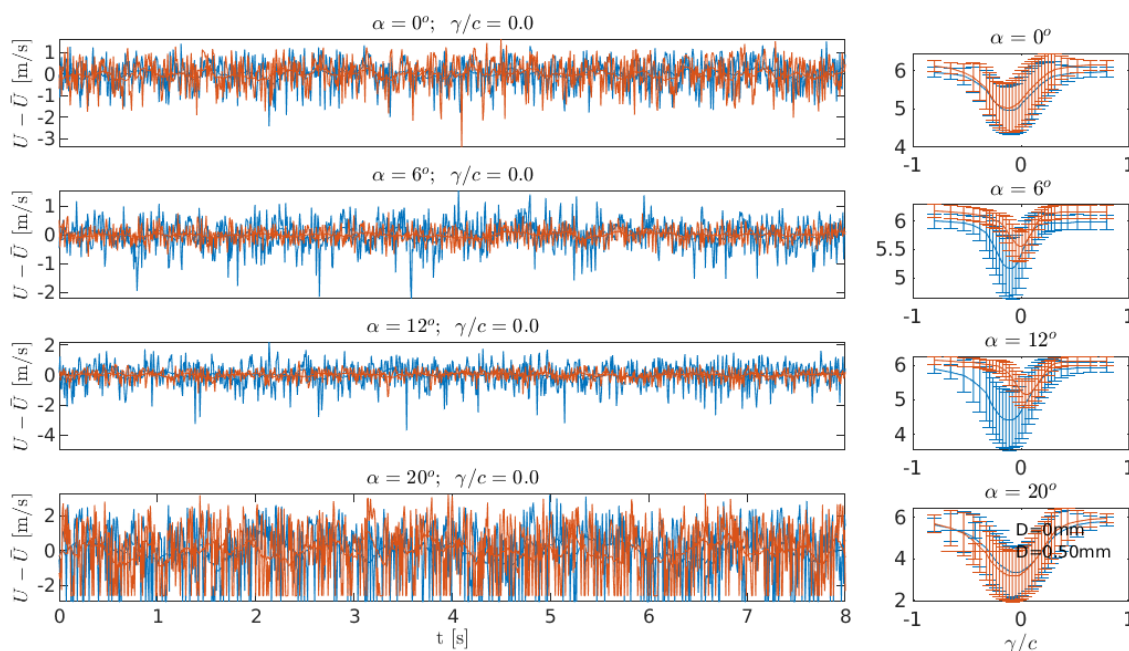 α = 0°; γ/c = 0.0
U − Ū [m/s]
1
0
-1
-2
-3
α = 0°
6
5
4
-1 0 1
α = 6°; γ/c = 0.0
U − Ū [m/s]
1
0
-1
-2
α = 6°
6
5.5
5
-1 0 1
α = 12°; γ/c = 0.0
U − Ū [m/s]
2
0
-2
-4
α = 12°
6
5
4
-1 0 1
α = 20°; γ/c = 0.0
U − Ū [m/s]
2
0
-2
0 1 2 3 4 5 6 7 8
t [s]
α = 20°
6
4
2
D=0mm
D=0.50mm
-1 0 1
γ/c